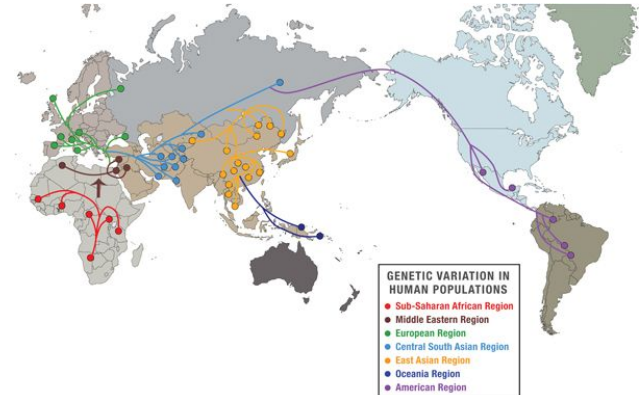 GENETIC VARIATION IN
HUMAN POPULATIONS
Sub-Saharan African Region
Middle Eastern Region
European Region
Central South Asian Region
East Asian Region
Oceania Region
American Region